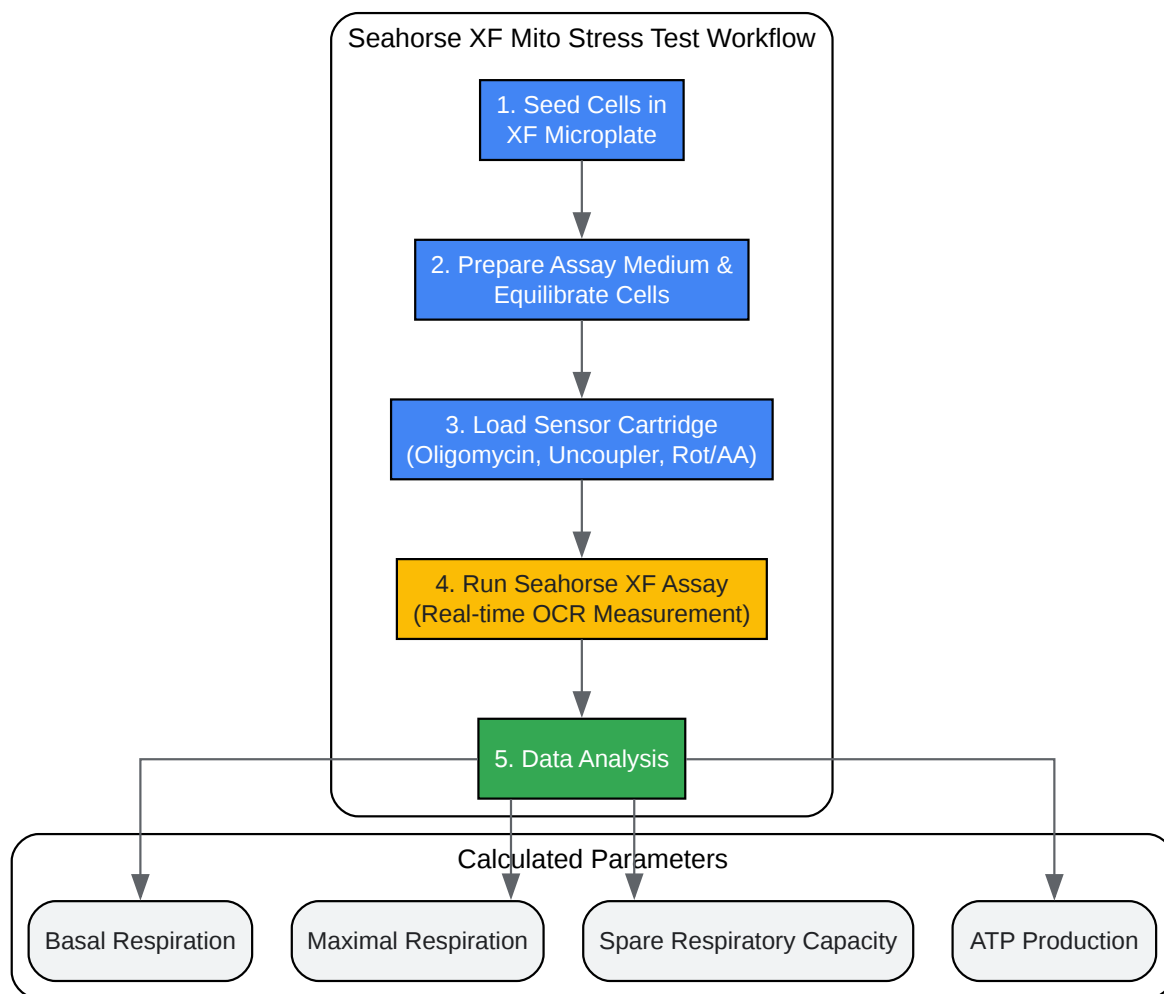 Seahorse XF Mito Stress Test Workflow
1. Seed Cells in
XF Microplate
2. Prepare Assay Medium &
Equilibrate Cells
3. Load Sensor Cartridge
(Oligomycin, Uncoupler, Rot/AA)
4. Run Seahorse XF Assay
(Real-time OCR Measurement)
5. Data Analysis
Calculated Parameters
Basal Respiration
Maximal Respiration
Spare Respiratory Capacity
ATP Production